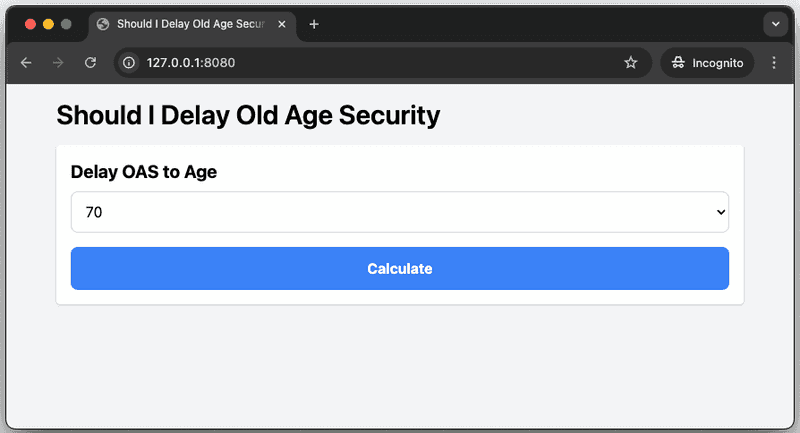 Should I Delay Old Age Secur
127.0.0.1:8080
Incognito
Should I Delay Old Age Security
Delay OAS to Age
70
Calculate